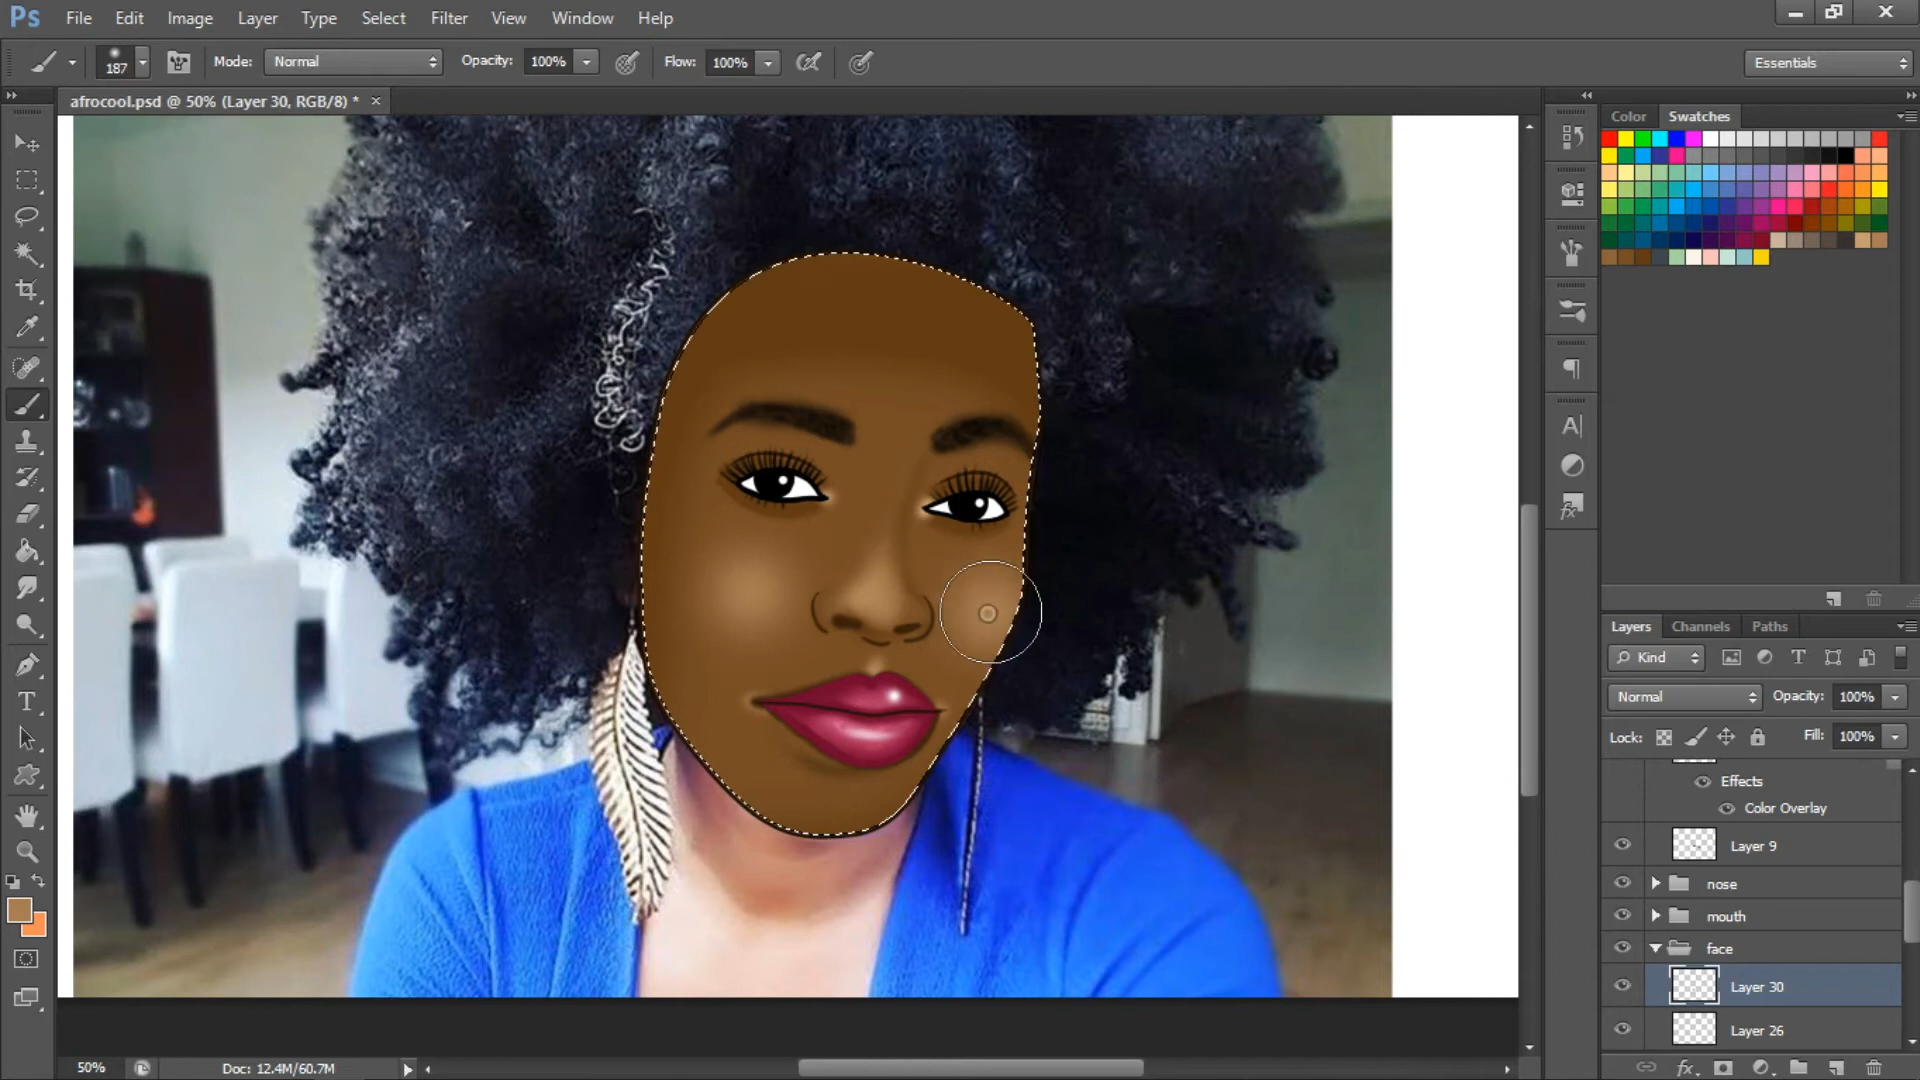 Ps File Edit Image Layer Type Select Filter View Window Help
187 Mode: Normal Opacity: 100% Flow: 100% Essentials
afrocool.psd @ 50% (Layer 30, RGB/8) * ×
Color Swatches
Layers Channels Paths
Kind
Normal Opacity: 100%
Lock: Fill: 100%
Effects
Color Overlay
Layer 9
nose
mouth
face
Layer 30
Layer 26
50% Doc: 12.4M/60.7M